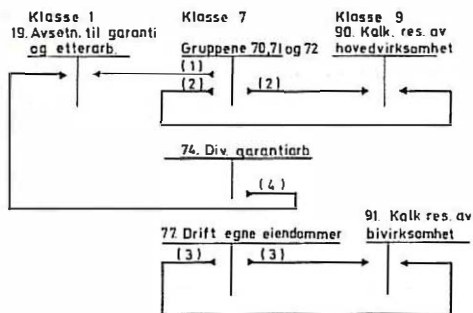 Klasse 1
Klasse 7
Klasse 9
19. Avsetn. til garanti
og etterarb.
Gruppene 70,71 og 72
90. Kalk. res. av
hovedvirksomhet
(1)
(2)
(2)
74. Div. garantiarb
(4)
77. Drift egne eiendommer
91. Kalk res. av
bivirksomhet
(3)
(3)